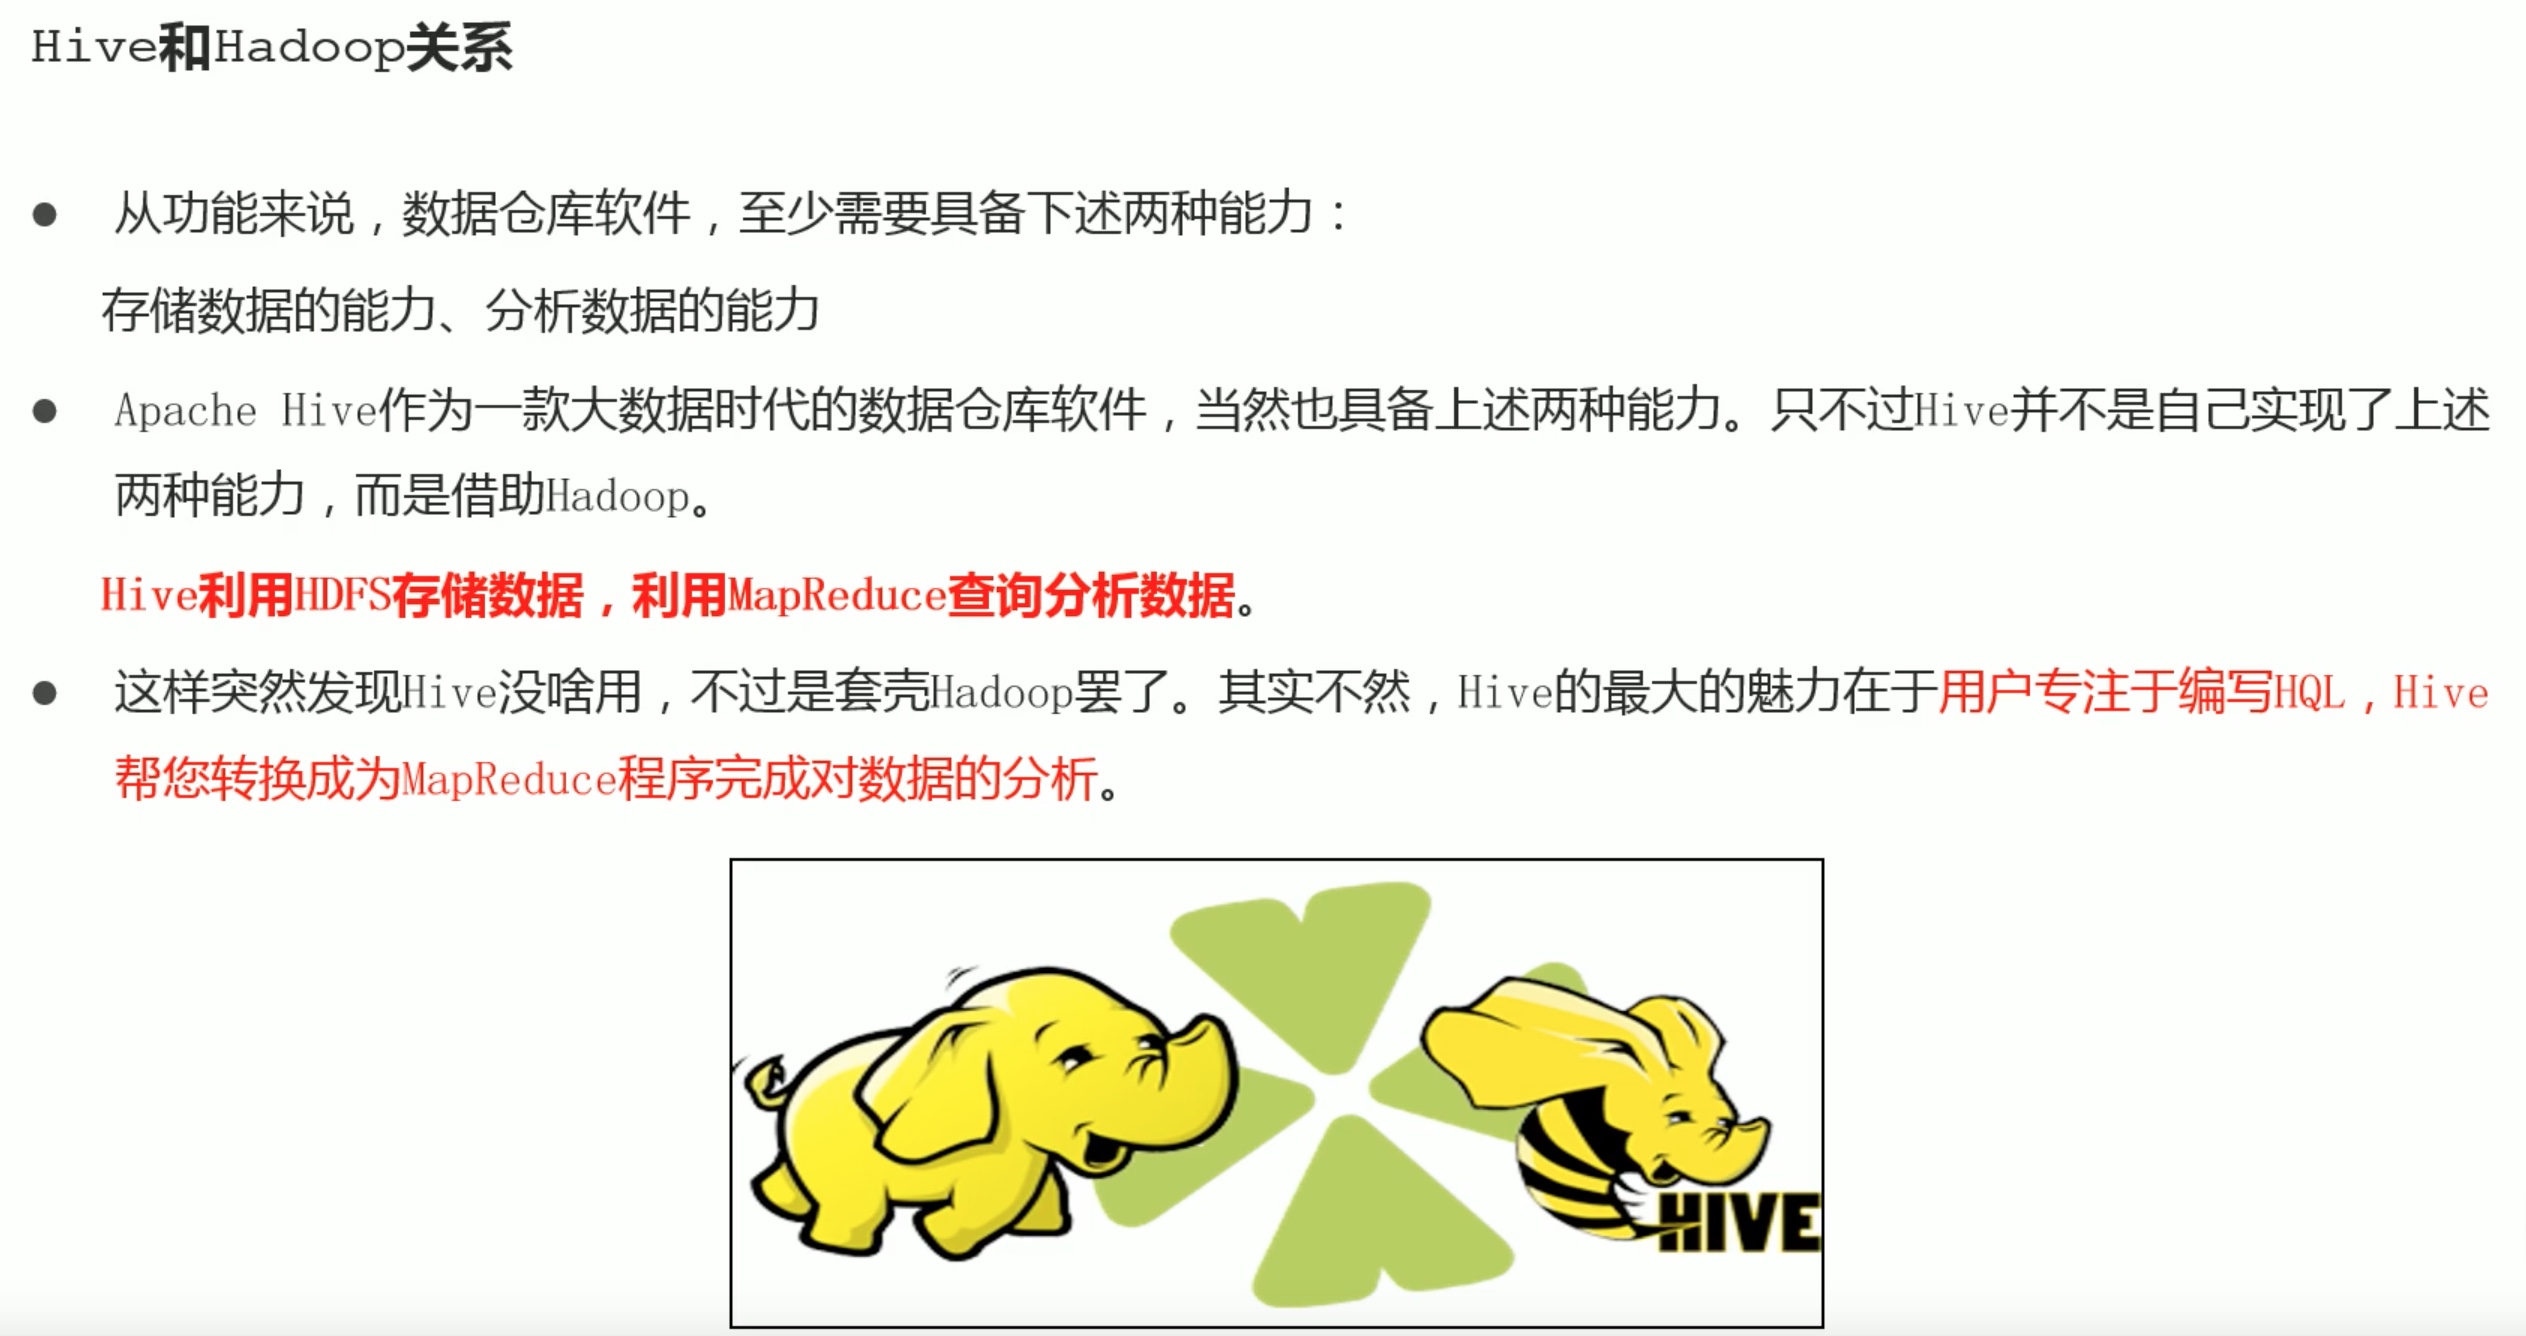 Hive和Hadoop关系
从功能来说，数据仓库软件，至少需要具备下述两种能力：
存储数据的能力、分析数据的能力
Apache Hive作为一款大数据时代的数据仓库软件，当然也具备上述两种能力。只不过Hive并不是自己实现了上述
两种能力，而是借助Hadoop。
Hive利用HDFS存储数据，利用MapReduce查询分析数据。
这样突然发现Hive没啥用，不过是套壳Hadoop罢了。其实不然，Hive的最大的魅力在于用户专注于编写HQL，Hive
帮您转换成为MapReduce程序完成对数据的分析。
HIVE